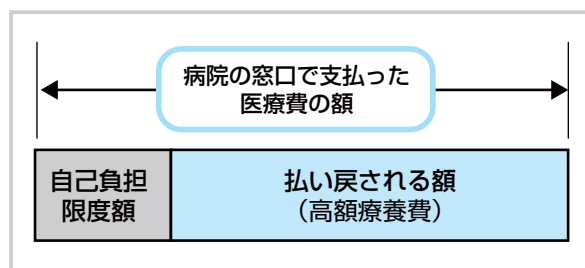 病院の窓口で支払った
医療費の額
自己負担
限度額
払い戻される額
（高額療養費）